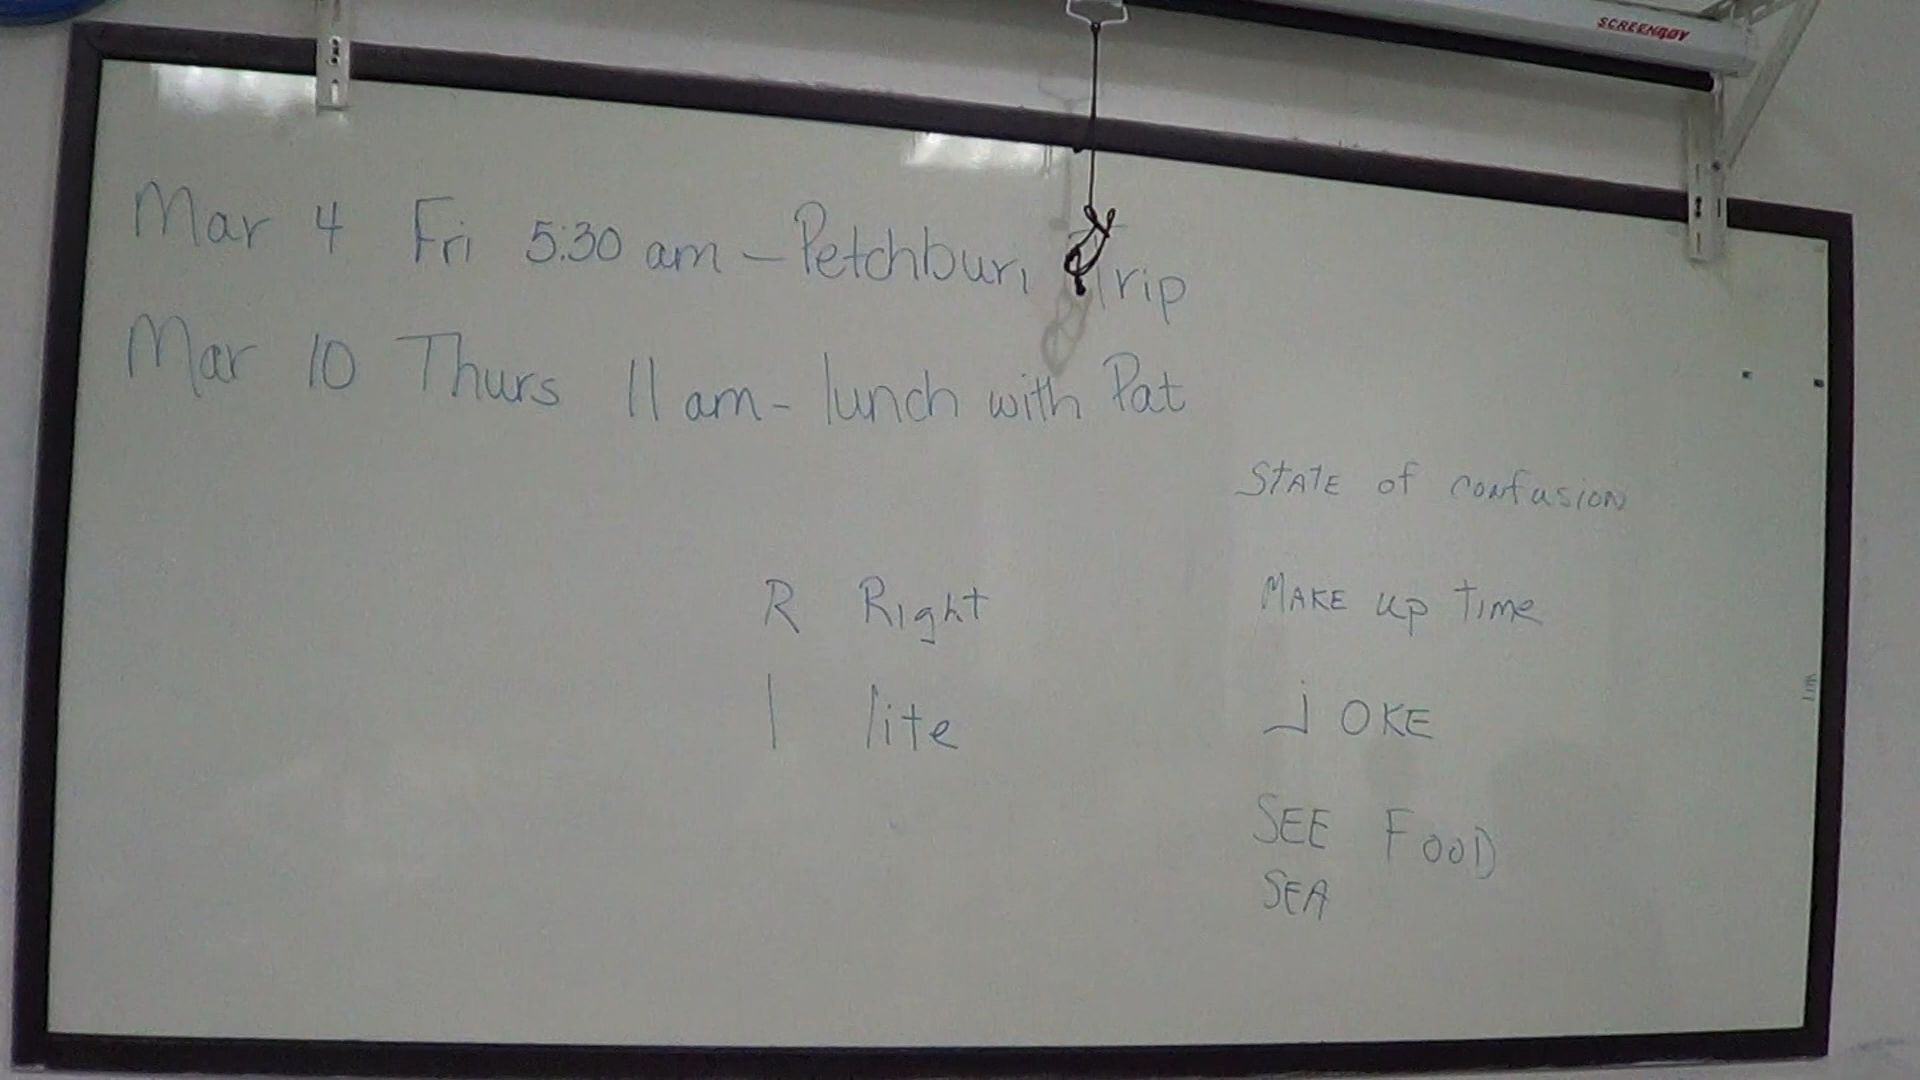 SCREENBOY
Mar 4 Fri 5:30 am - Petchburi Trip
Mar 10 Thurs 11 am - lunch with Pat
STATE of confusion
R Right
MAKE up Time
l lite
jOKE
SEE FOOD
SEA